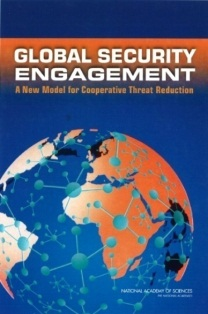 GLOBAL SECURITY
ENGAGEMENT
A New Model for Cooperative Threat Reduction
NATIONAL ACADEMY OF SCIENCES